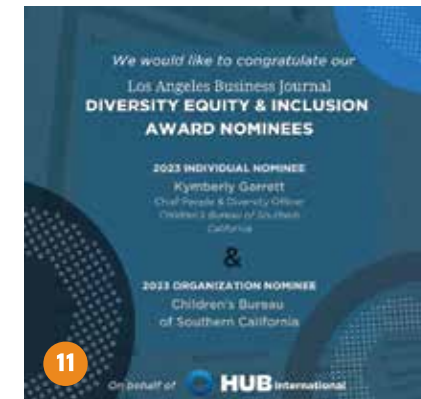 We would like to congratulate our
Los Angeles Business Journal
DIVERSITY EQUITY & INCLUSION
AWARD NOMINEES
2023 INDIVIDUAL NOMINEE
Kymberly Garrett
Chief People & Diversity Officer
Children's Bureau of Southern
California
&
2023 ORGANIZATION NOMINEE
Children's Bureau
of Southern California
11
On behalf of HUB International